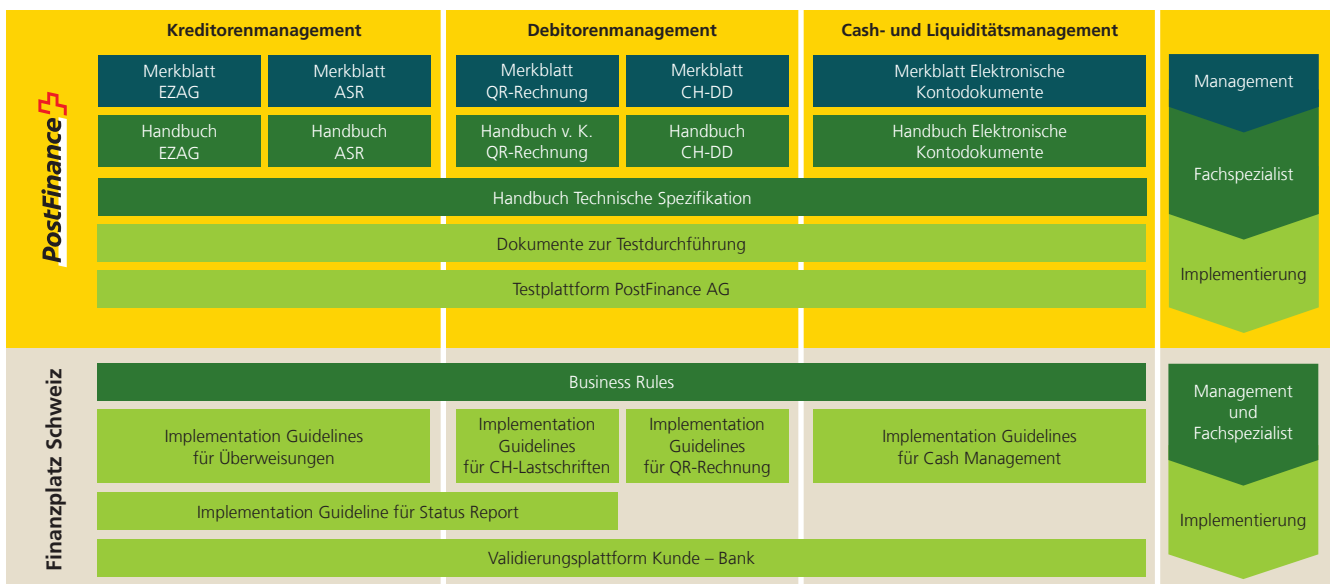 Kreditorenmanagement
Debitorenmanagement
Cash- und Liquiditätsmanagement
PostFinance
Merkblatt
EZAG
Merkblatt
ASR
Merkblatt
QR-Rechnung
Merkblatt
CH-DD
Merkblatt Elektronische
Kontodokumente
Management
Handbuch
EZAG
Handbuch
ASR
Handbuch v. K.
QR-Rechnung
Handbuch
CH-DD
Handbuch Elektronische
Kontodokumente
Fachspezialist
Handbuch Technische Spezifikation
Dokumente zur Testdurchführung
Testplattform PostFinance AG
Implementierung
Finanzplatz Schweiz
Business Rules
Management
und
Fachspezialist
Implementation Guidelines
für Überweisungen
Implementation
Guidelines
für CH-Lastschriften
Implementation
Guidelines
für QR-Rechnung
Implementation Guidelines
für Cash Management
Implementation Guideline für Status Report
Implementierung
Validierungsplattform Kunde – Bank